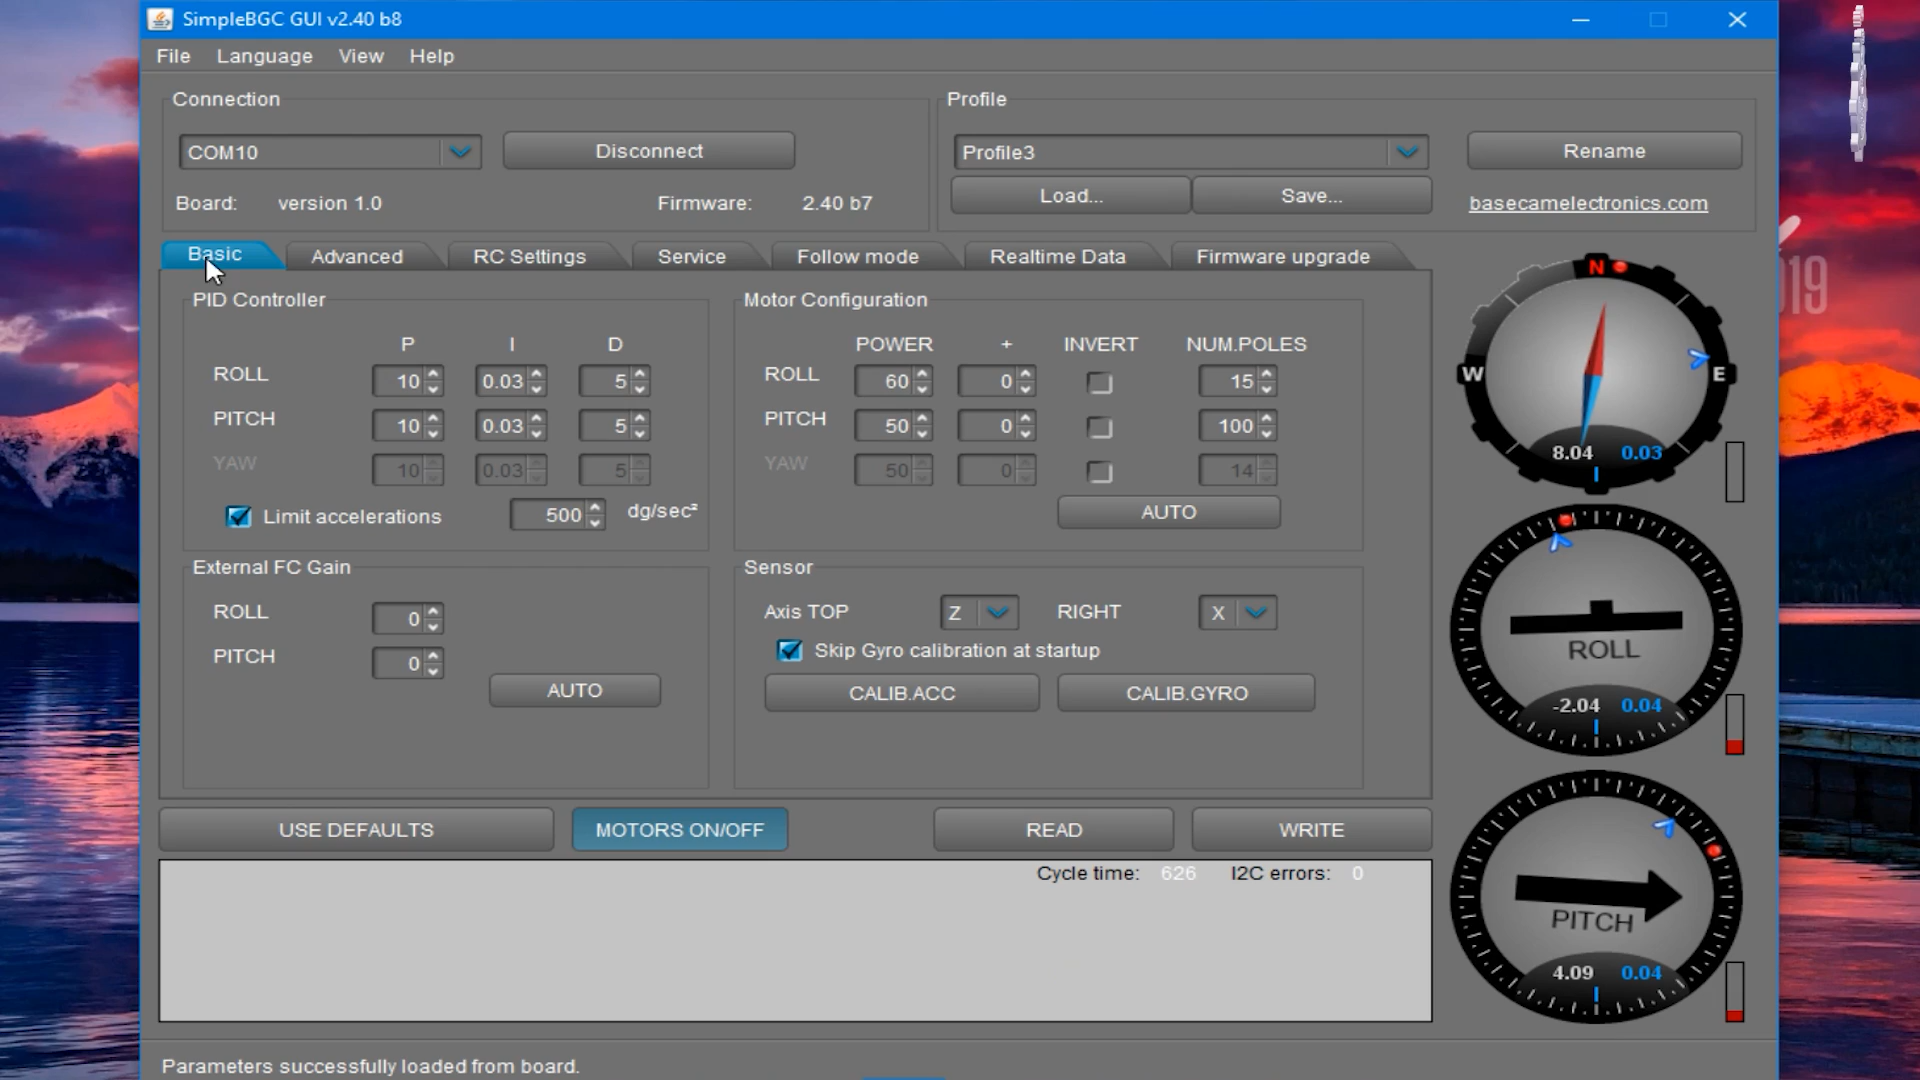 SimpleBGC GUI v2.40 b8
File Language View Help
Connection
COM10
Disconnect
Board: version 1.0 Firmware: 2.40 b7
Profile
Profile3
Rename
Load... Save...
basecamelectronics.com
Basic Advanced RC Settings Service Follow mode Realtime Data Firmware upgrade
PID Controller
P I D
ROLL 10 0.03 5
PITCH 10 0.03 5
YAW 10 0.03 5
Limit accelerations 500 dg/sec²
Motor Configuration
POWER + INVERT NUM.POLES
ROLL 60 0 15
PITCH 50 0 100
YAW 50 0 14
AUTO
External FC Gain
ROLL 0
PITCH 0
AUTO
Sensor
Axis TOP Z RIGHT X
Skip Gyro calibration at startup
CALIB.ACC CALIB.GYRO
N
W E
8.04 0.03
ROLL
-2.04 0.04
PITCH
4.09 0.04
USE DEFAULTS MOTORS ON/OFF READ WRITE
Cycle time: 626 I2C errors: 0
Parameters successfully loaded from board.